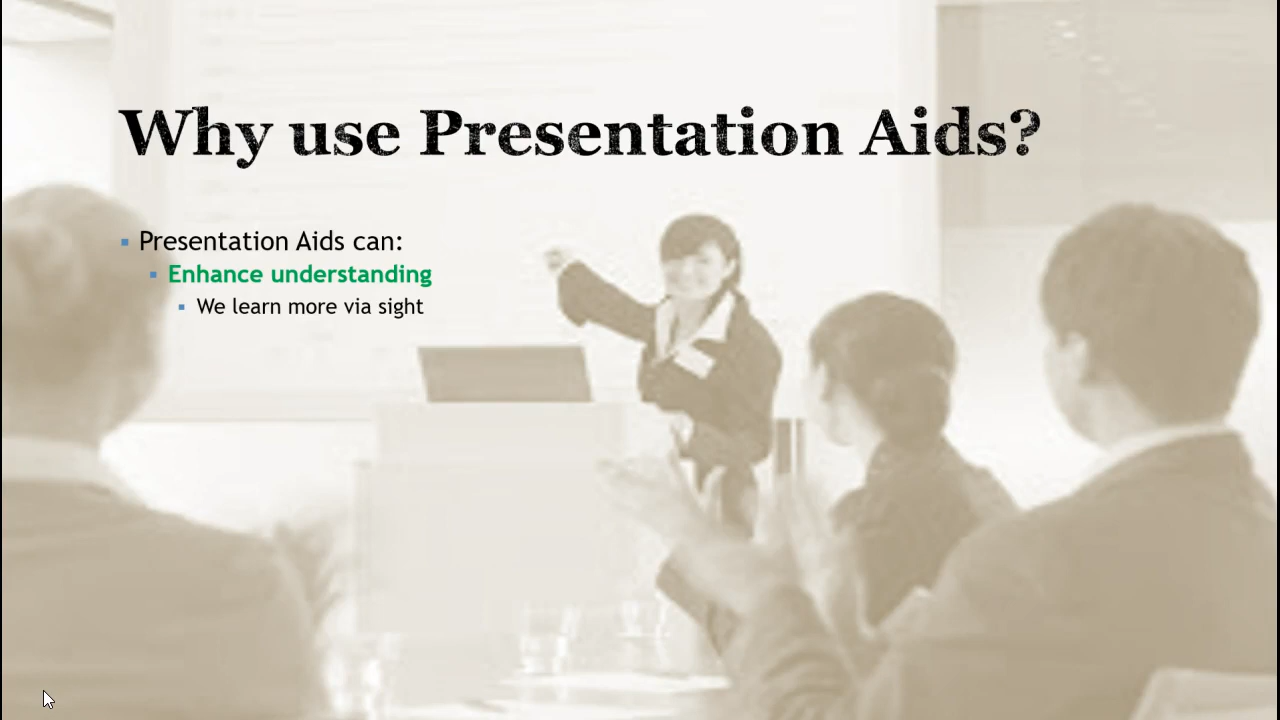 Why use Presentation Aids?
Presentation Aids can:
Enhance understanding
We learn more via sight